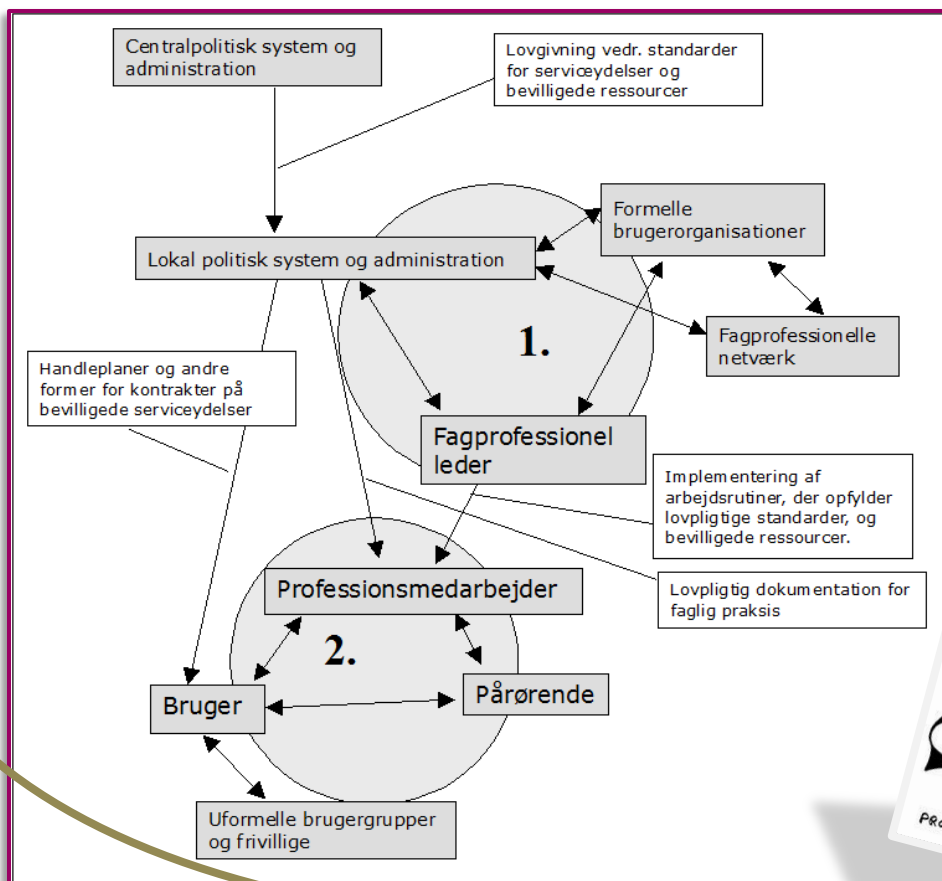 Centralpolitisk system og
administration
Lovgivning vedr. standarder
for serviceydelser og
bevilligede ressourcer
Formelle
brugerorganisationer
Lokal politisk system og administration
1.
Fagprofessionelle
netværk
Handleplaner og andre
former for kontrakter på
bevilligede serviceydelser
Fagprofessionel
leder
Implementering af
arbejdsrutiner, der opfylder
lovpligtige standarder, og
bevilligede ressourcer.
Professionsmedarbejder
Lovpligtig dokumentation for
faglig praksis
2.
Bruger
Pårørende
Uformelle brugergrupper
og frivillige